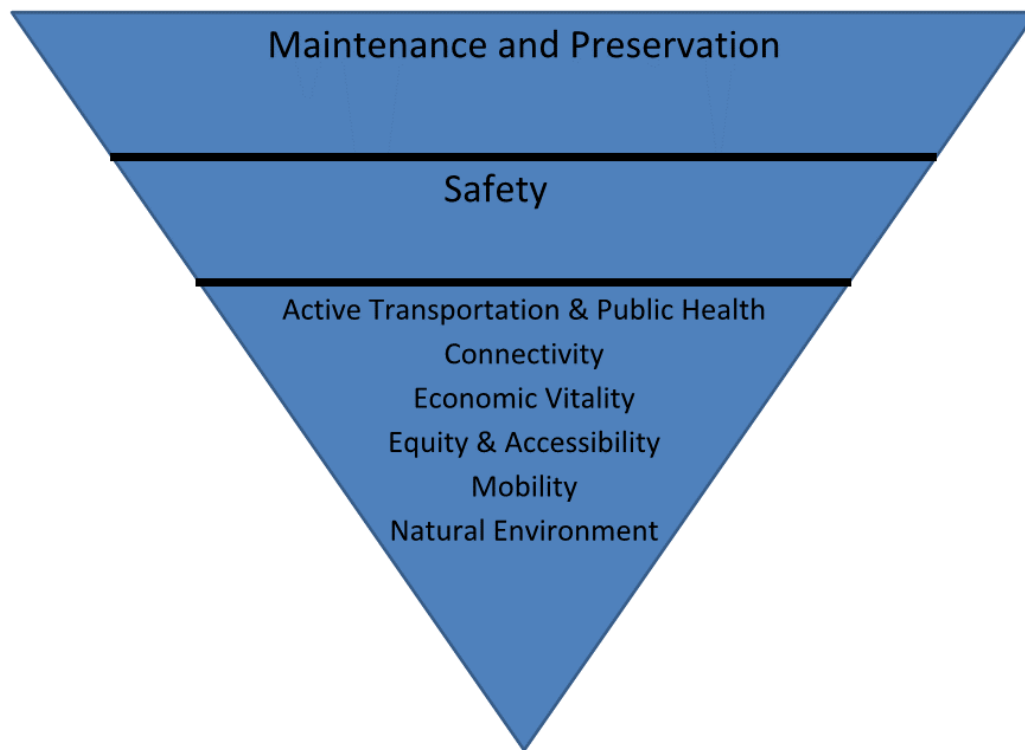 Maintenance and Preservation
Safety
Active Transportation & Public Health
Connectivity
Economic Vitality
Equity & Accessibility
Mobility
Natural Environment